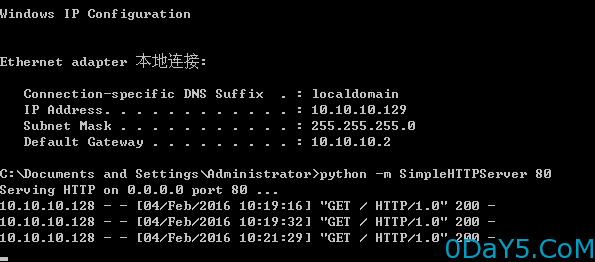 Windows IP Configuration
Ethernet adapter 本地连接:
Connection-specific DNS Suffix . : localdomain
IP Address. . . . . . . . . . . . : 10.10.10.129
Subnet Mask . . . . . . . . . . . : 255.255.255.0
Default Gateway . . . . . . . . . : 10.10.10.2
C:\Documents and Settings\Administrator>python -m SimpleHTTPServer 80
Serving HTTP on 0.0.0.0 port 80 ...
10.10.10.128 - - [04/Feb/2016 10:19:16] "GET / HTTP/1.0" 200 -
10.10.10.128 - - [04/Feb/2016 10:19:32] "GET / HTTP/1.0" 200 -
10.10.10.128 - - [04/Feb/2016 10:21:29] "GET / HTTP/1.0" 200 -
0DaY5.CoM